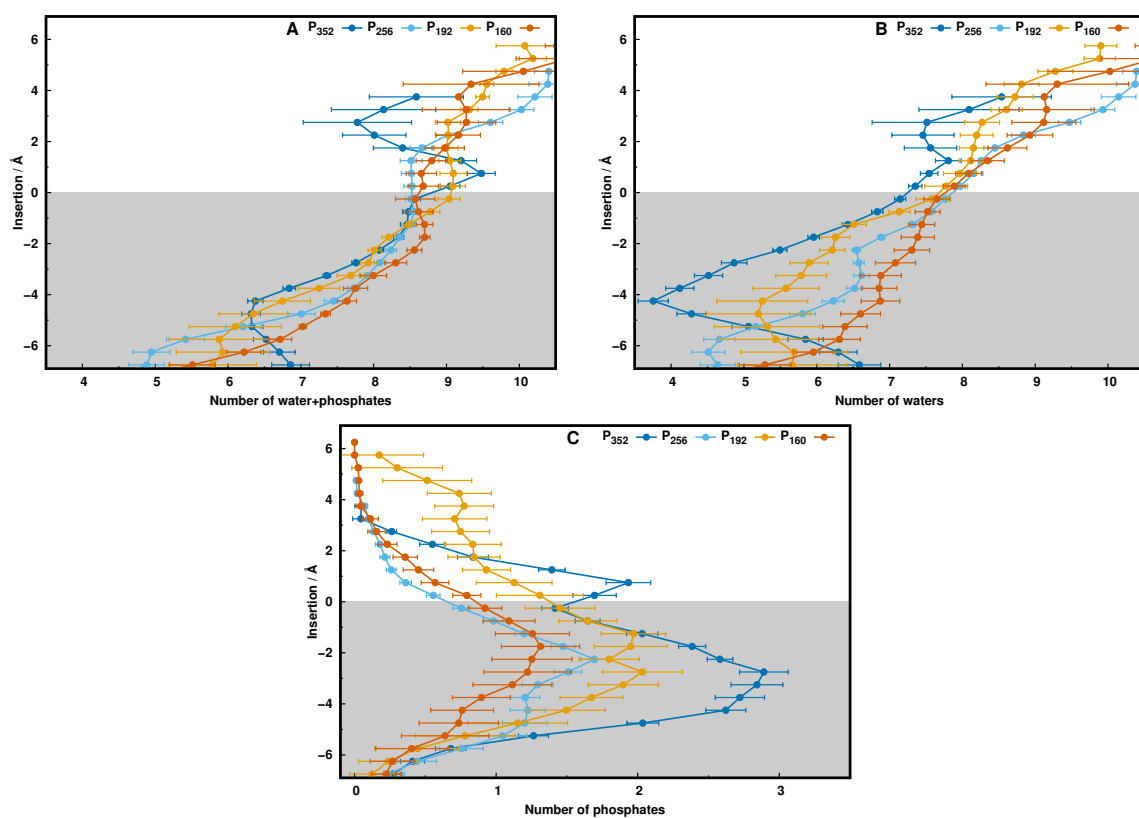 A P352 P256 P192 P160
6
4
2
0
−2
−4
−6
Insertion / Å
4 5 6 7 8 9 10
Number of water+phosphates
B P352 P256 P192 P160
6
4
2
0
−2
−4
−6
Insertion / Å
4 5 6 7 8 9 10
Number of waters
C P352 P256 P192 P160
6
4
2
0
−2
−4
−6
Insertion / Å
0 1 2 3
Number of phosphates